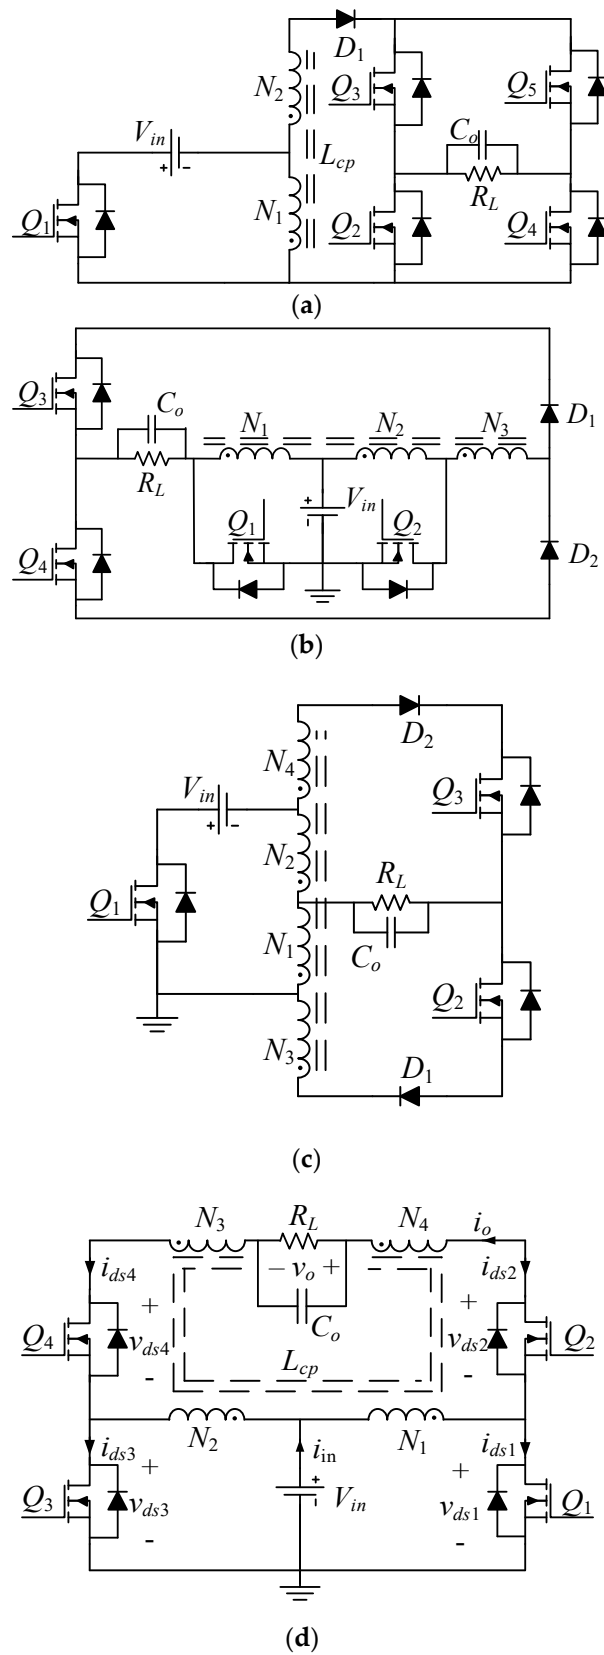 D1
N2 Q3 Q5
Vin + - Lcp Co
N1 RL
Q1 Q2 Q4
(a)
Q3 Co N1 N2 N3 D1
RL + - Vin
Q4 Q1 Q2 D2
(b)
D2
N4
Vin + - Q3
N2
RL
Q1 N1 Co
Q2
N3
D1
(c)
N3 RL N4 io
ids4 - vo + ids2
Q4 + vds4 - Co + vds2 - Q2
Lcp
N2 N1
ids3 iin ids1
Q3 + vds3 - + - Vin + vds1 - Q1
(d)